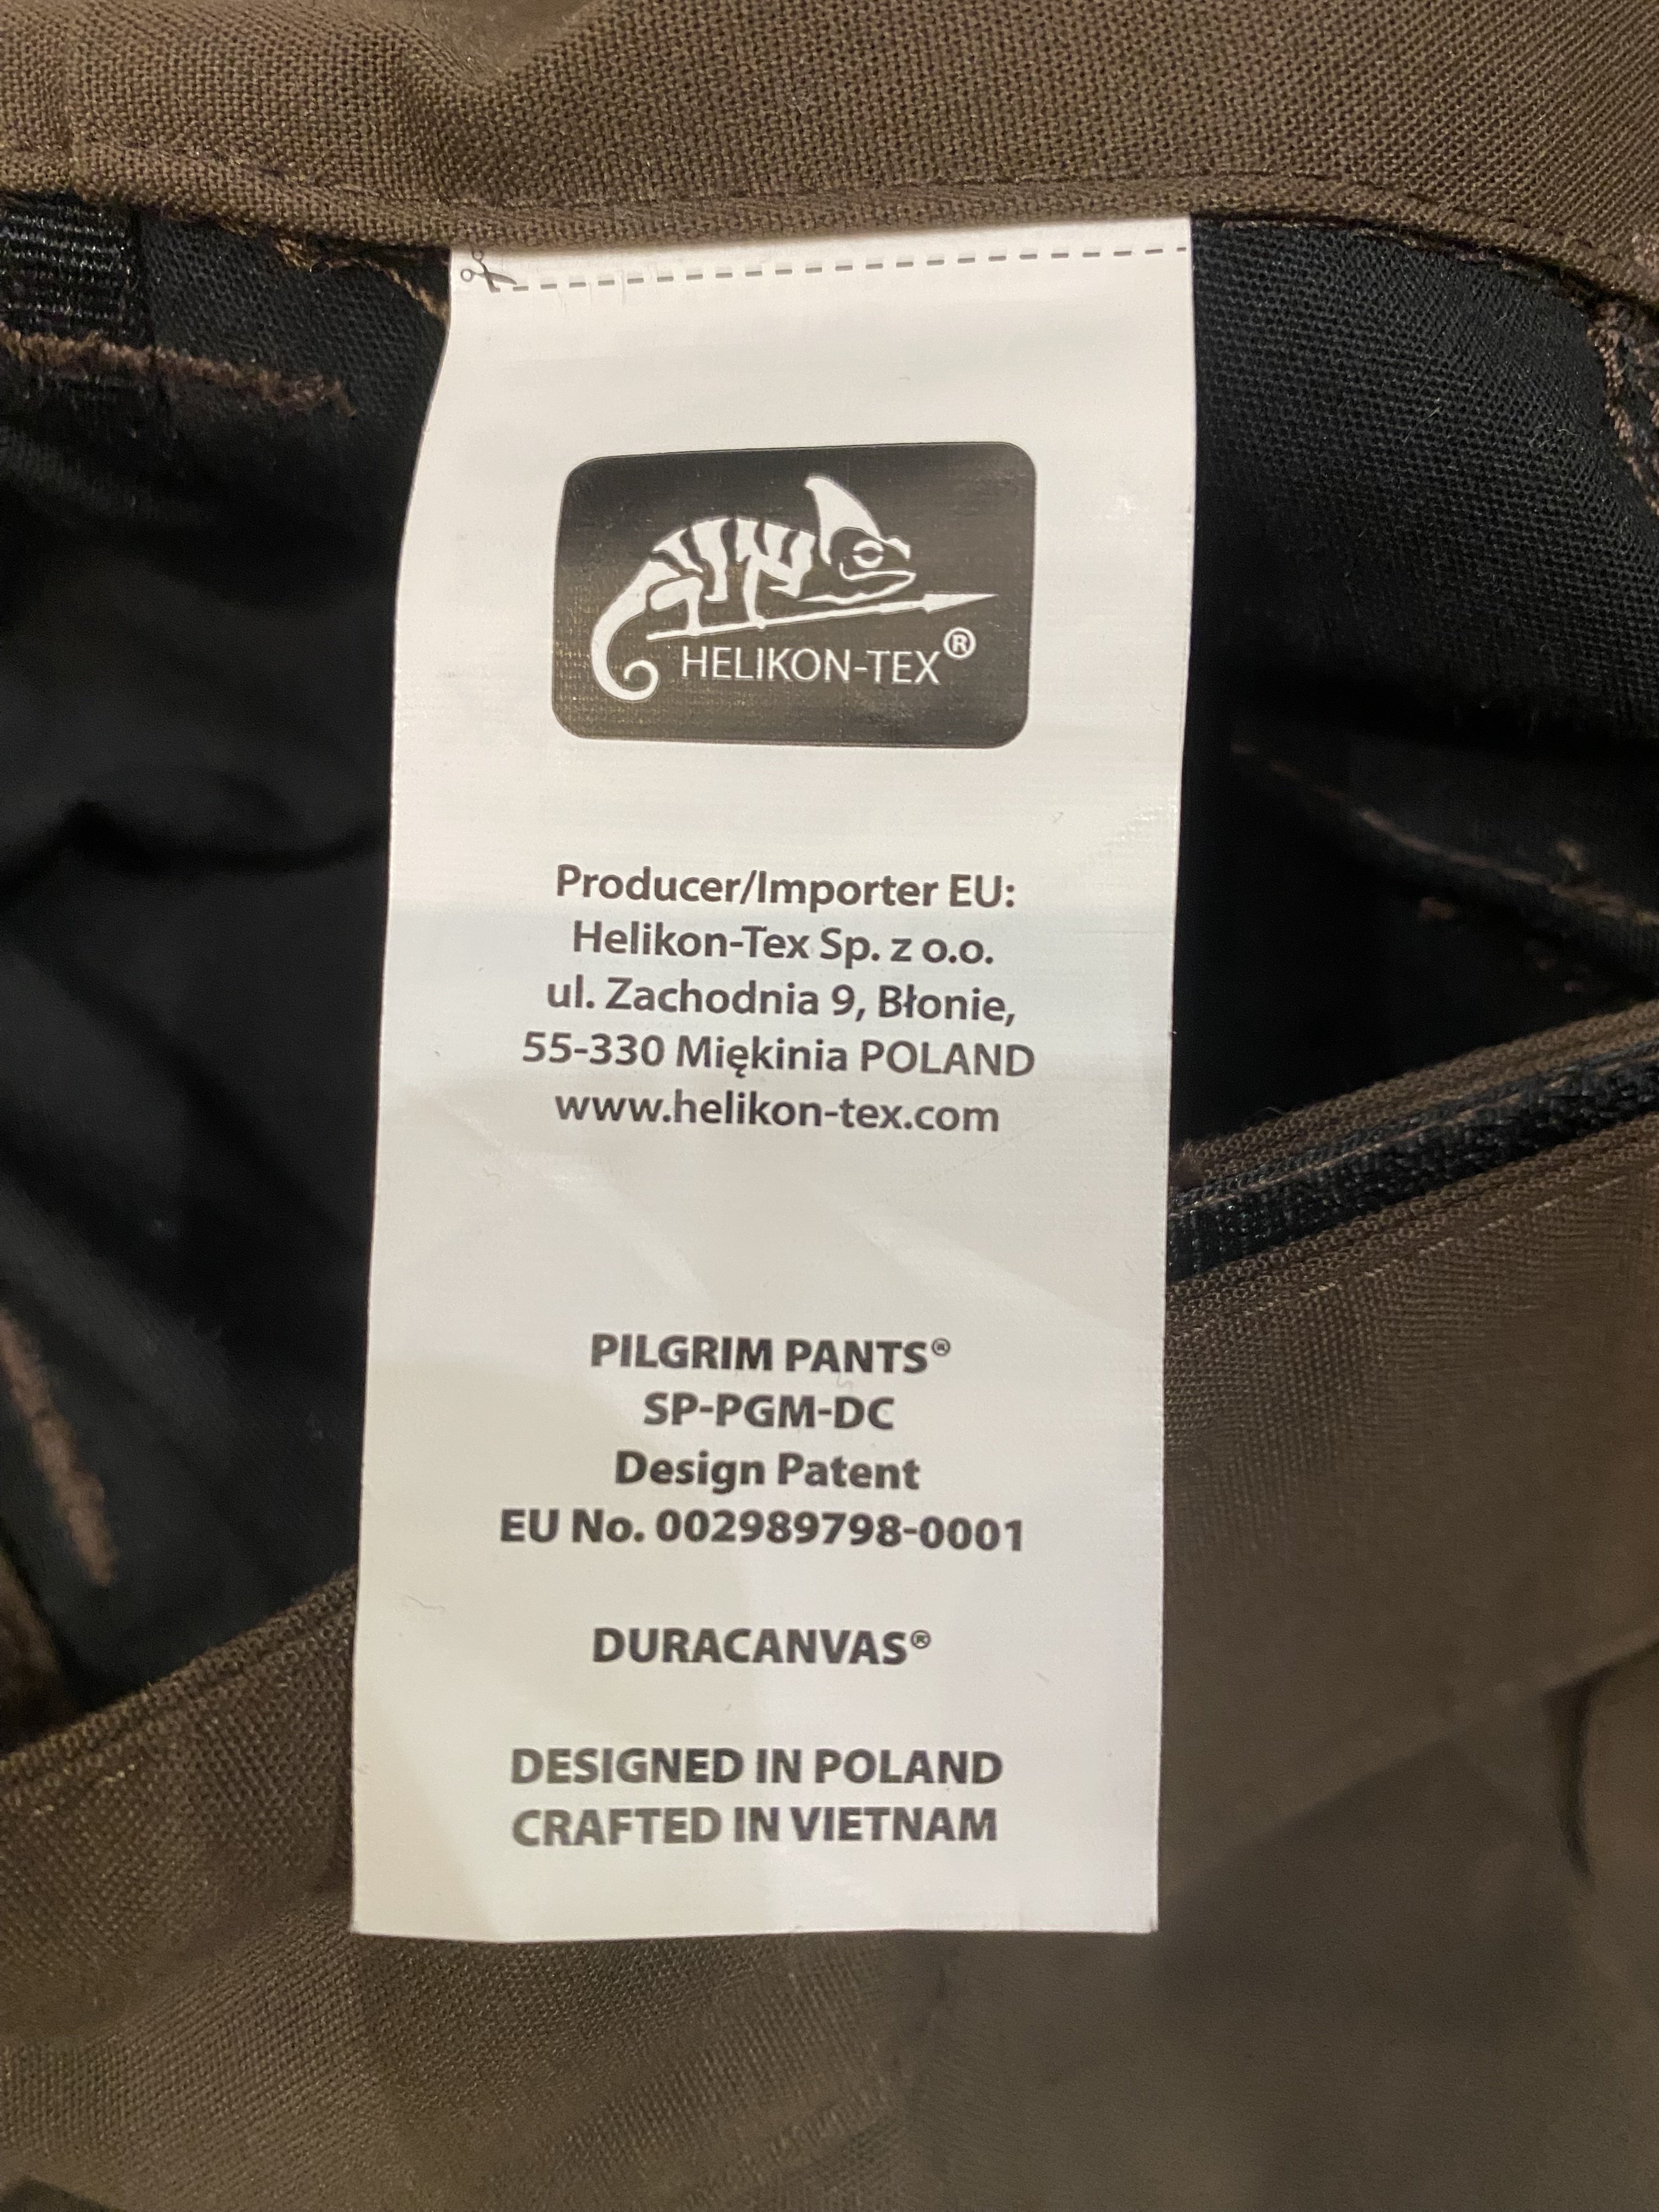 HELIKON-TEX®
Producer/Importer EU:
Helikon-Tex Sp. z o.o.
ul. Zachodnia 9, Błonie,
55-330 Miękinia POLAND
www.helikon-tex.com
PILGRIM PANTS®
SP-PGM-DC
Design Patent
EU No. 002989798-0001
DURACANVAS®
DESIGNED IN POLAND
CRAFTED IN VIETNAM